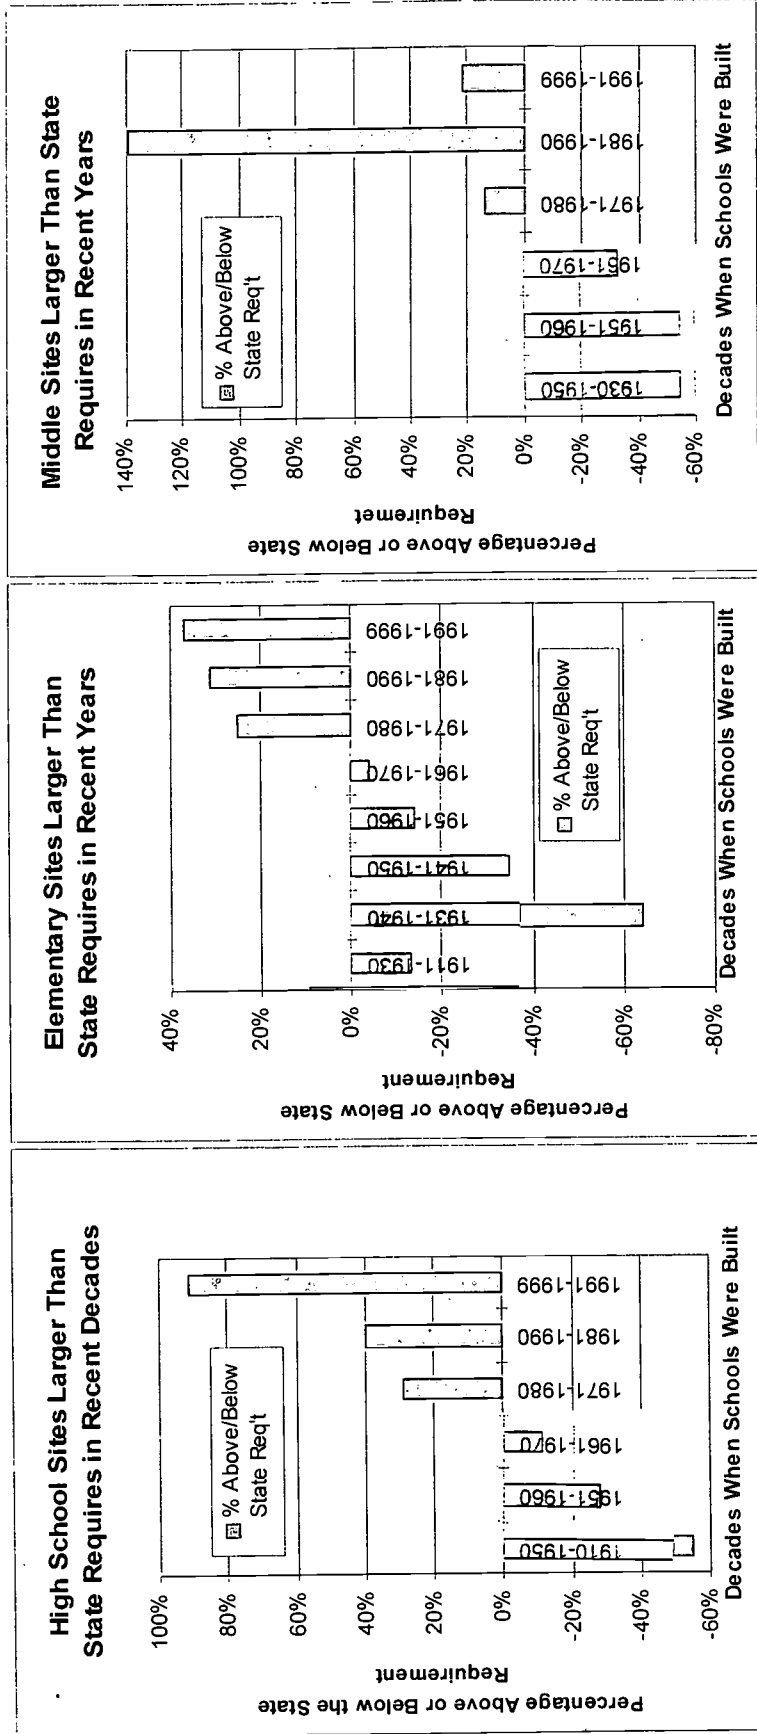 High School Sites Larger Than
State Requires in Recent Decades
Percentage Above or Below the State
Requirement
100%
80%
60%
40%
20%
0%
-20%
-40%
-60%
% Above/Below
State Req't
1910-1950
1951-1960
1961-1970
1971-1980
1981-1990
1991-1999
Decades When Schools Were Built
Elementary Sites Larger Than
State Requires in Recent Years
Percentage Above or Below State
Requirement
40%
20%
0%
-20%
-40%
-60%
-80%
1911-1930
1931-1940
1941-1950
1951-1960
1961-1970
1971-1980
1981-1990
1991-1999
% Above/Below
State Req't
Decades When Schools Were Built
Middle Sites Larger Than State
Requires in Recent Years
Percentage Above or Below State
Requiremet
140%
120%
100%
80%
60%
40%
20%
0%
-20%
-40%
-60%
% Above/Below
State Req't
1930-1950
1951-1960
1961-1970
1971-1980
1981-1990
1991-1999
Decades When Schools Were Built